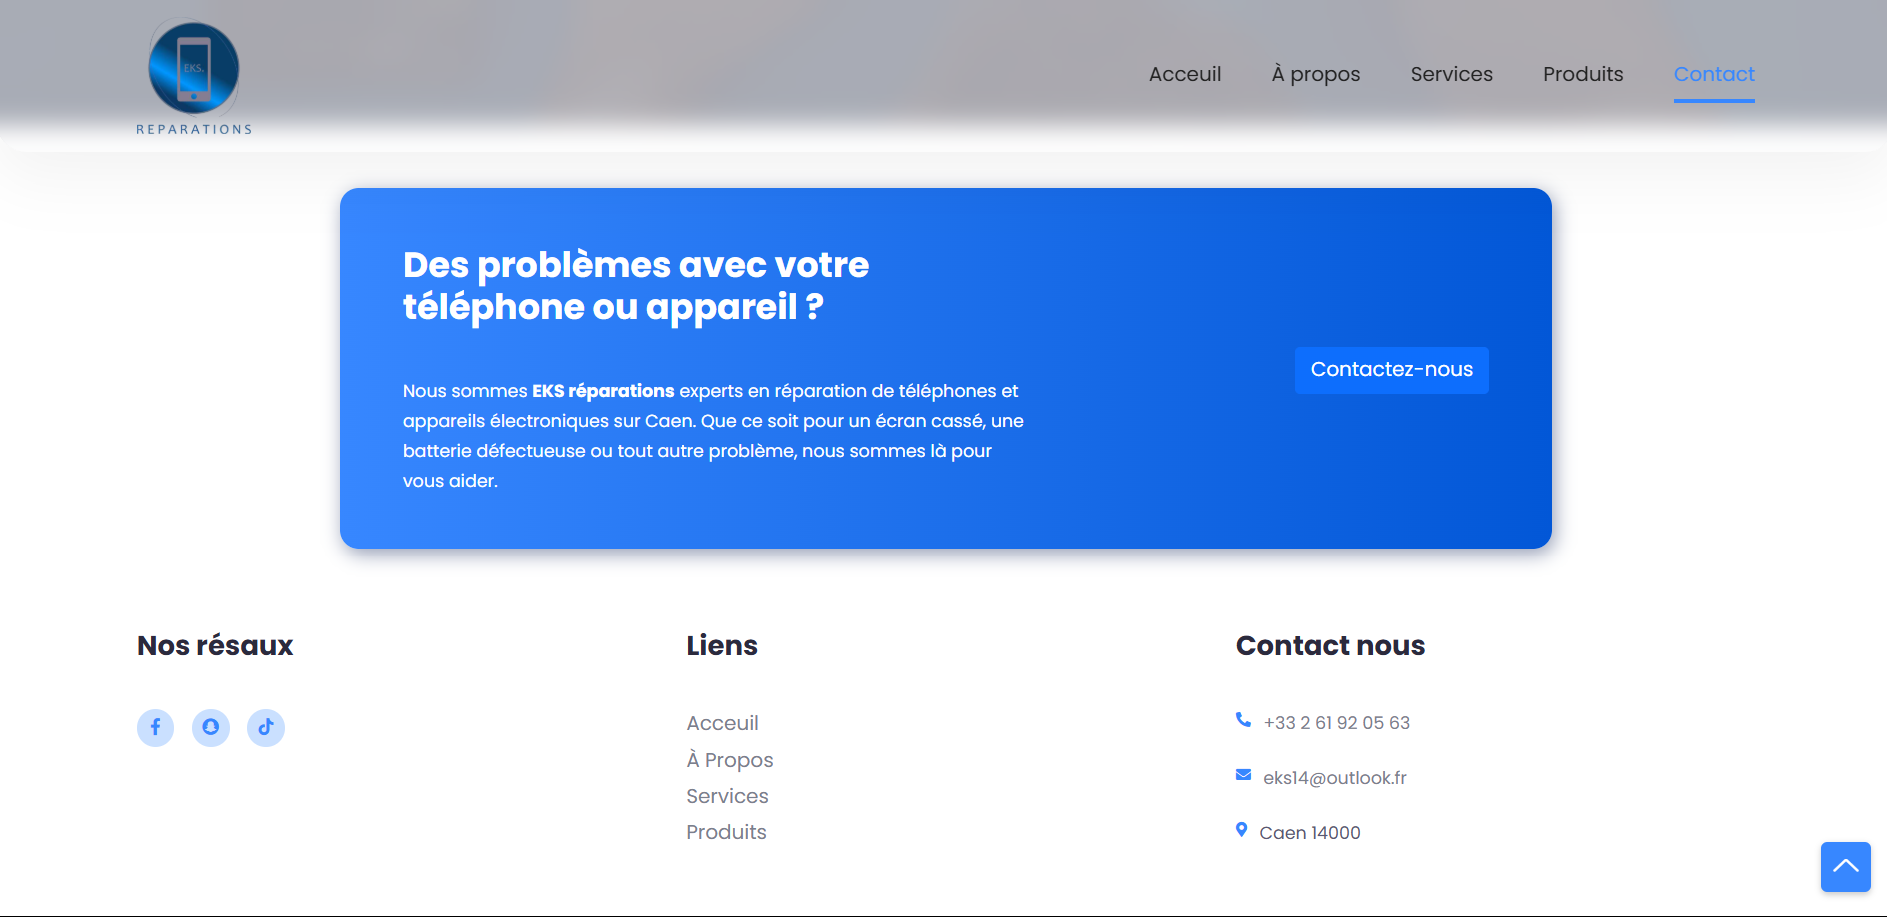 EKS.
REPARATIONS
Acceuil
À propos
Services
Produits
Contact
Des problèmes avec votre
téléphone ou appareil ?
Nous sommes EKS réparations experts en réparation de téléphones et
appareils électroniques sur Caen. Que ce soit pour un écran cassé, une
batterie défectueuse ou tout autre problème, nous sommes là pour
vous aider.
Contactez-nous
Nos résaux
Liens
Acceuil
À Propos
Services
Produits
Contact nous
+33 2 61 92 05 63
eks14@outlook.fr
Caen 14000